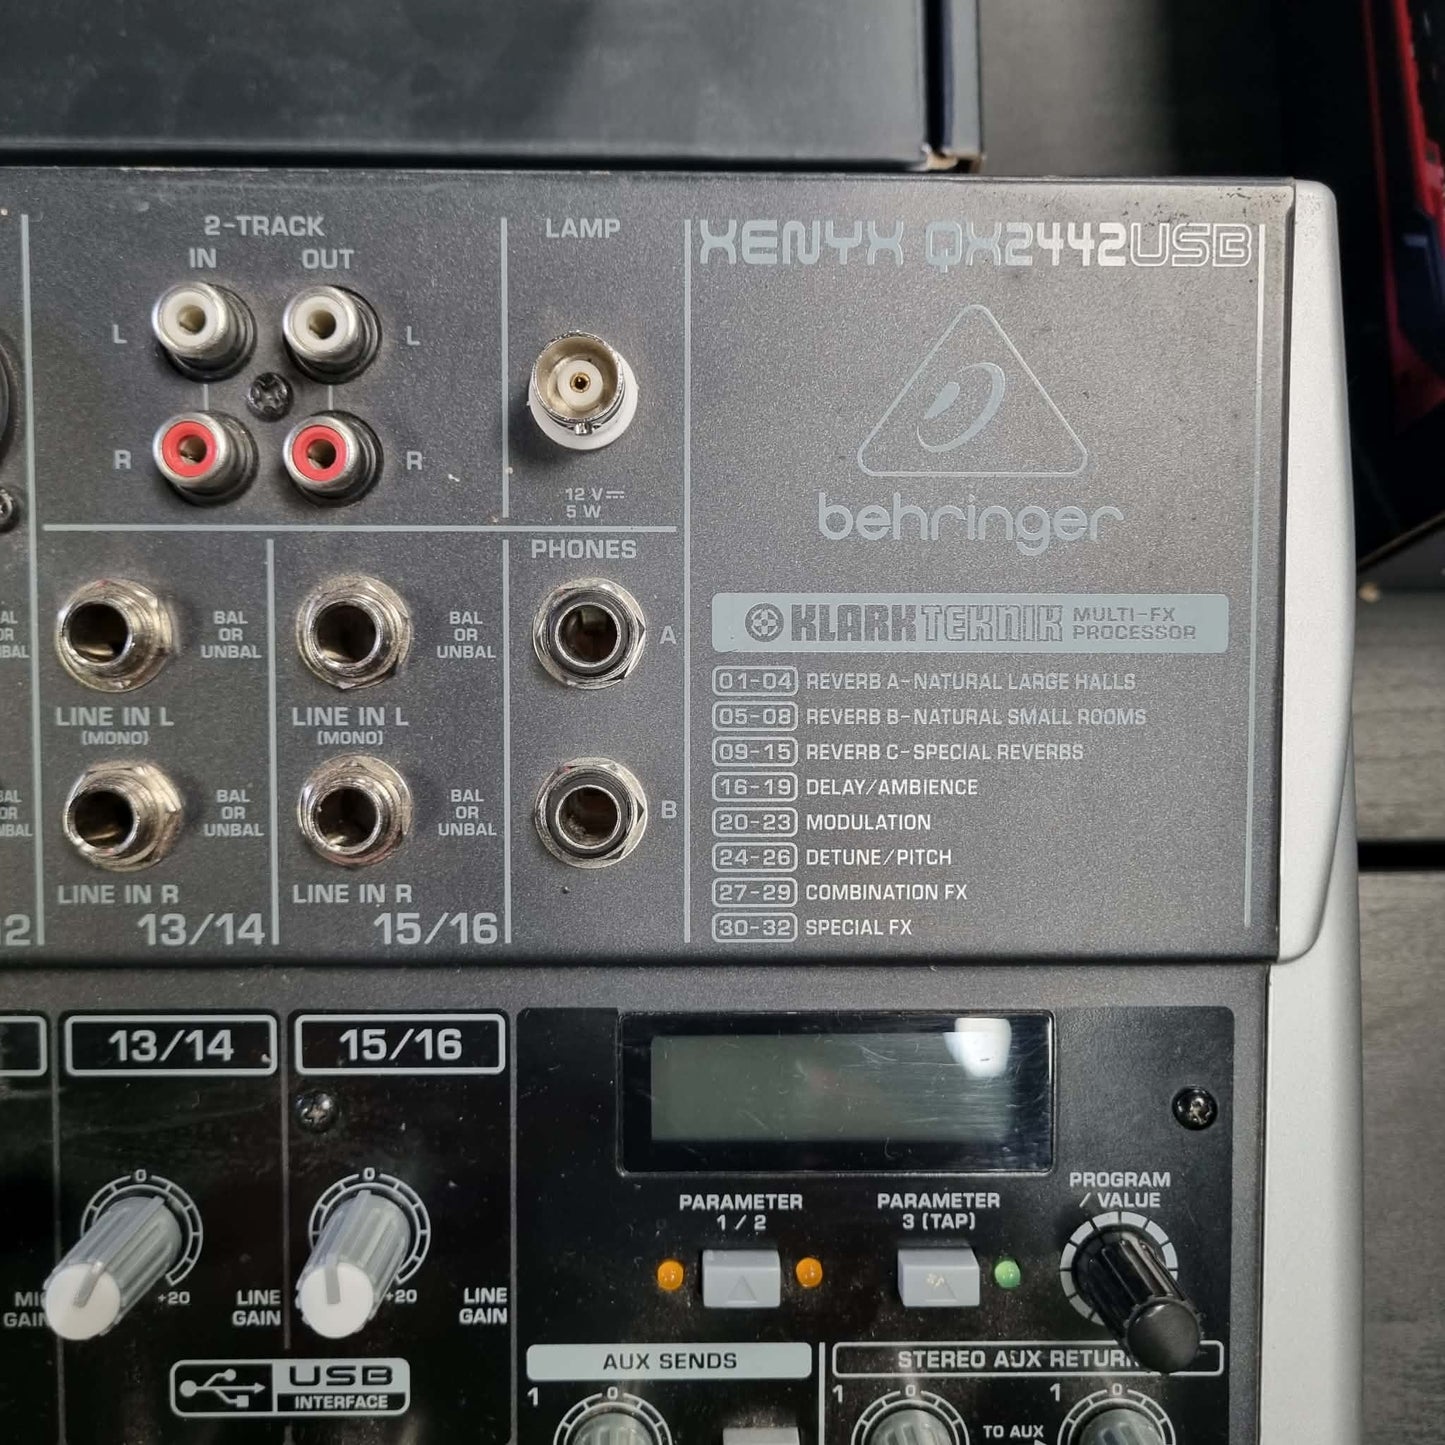 2-TRACK
IN OUT
L L
R R
LAMP
12 V
5 W
XENYX QX2442USB
behringer
KLARK TEKNIK MULTI-FX
PROCESSOR
01-04 REVERB A-NATURAL LARGE HALLS
05-08 REVERB B-NATURAL SMALL ROOMS
09-15 REVERB C-SPECIAL REVERBS
16-19 DELAY/AMBIENCE
20-23 MODULATION
24-26 DETUNE/PITCH
27-29 COMBINATION FX
30-32 SPECIAL FX
PHONES
A
B
BAL
OR
UNBAL
LINE IN L
(MONO)
BAL
OR
UNBAL
LINE IN R
13/14
BAL
OR
UNBAL
LINE IN L
(MONO)
BAL
OR
UNBAL
LINE IN R
15/16
13/14
15/16
0
+20
LINE
GAIN
0
+20
LINE
GAIN
USB
INTERFACE
PARAMETER
1 / 2
PARAMETER
3 (TAP)
PROGRAM
/ VALUE
AUX SENDS
1 0
STEREO AUX
1 0
TO AUX
1 0